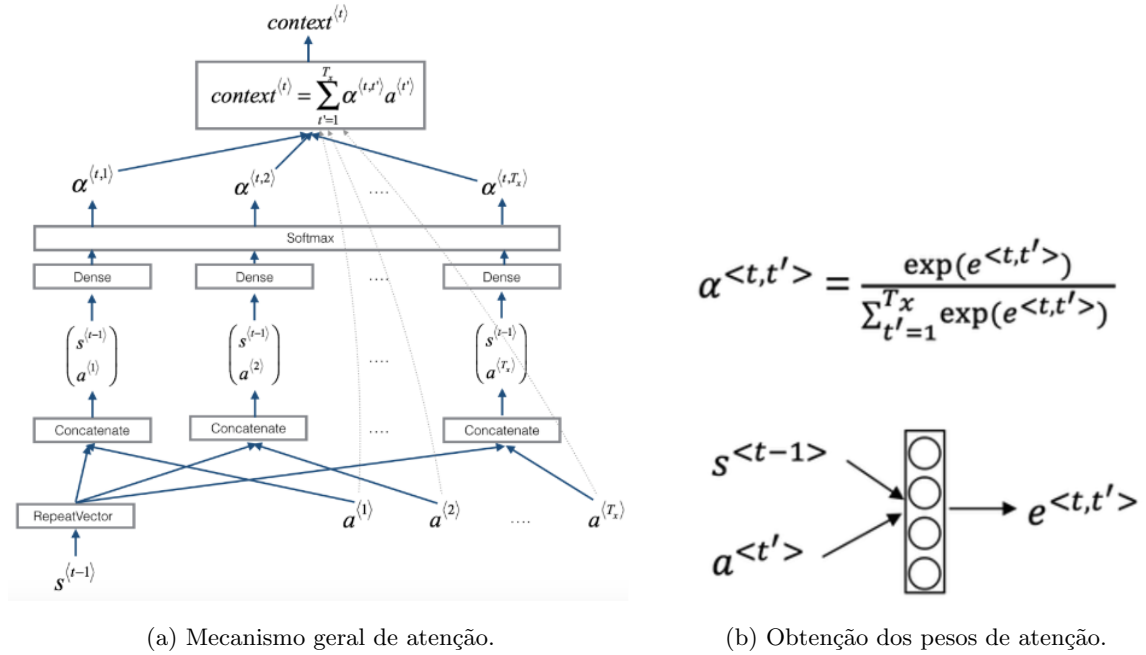 context⟨t⟩
context⟨t⟩ = ∑_{t'=1}^{T_x} α⟨t,t'⟩ a⟨t'⟩
α⟨t,1⟩ α⟨t,2⟩ .... α⟨t,T_x⟩
Softmax
Dense Dense .... Dense
s⟨t-1⟩ s⟨t-1⟩ .... s⟨t-1⟩
a⟨1⟩ a⟨2⟩ a⟨T_x⟩
Concatenate Concatenate .... Concatenate
RepeatVector a⟨1⟩ a⟨2⟩ .... a⟨T_x⟩
s⟨t-1⟩
(a) Mecanismo geral de atenção.
α<t,t'> = exp(e<t,t'>) / ∑_{t'=1}^{Tx} exp(e<t,t'>)
s<t-1>
a<t'>
e<t,t'>
(b) Obtenção dos pesos de atenção.